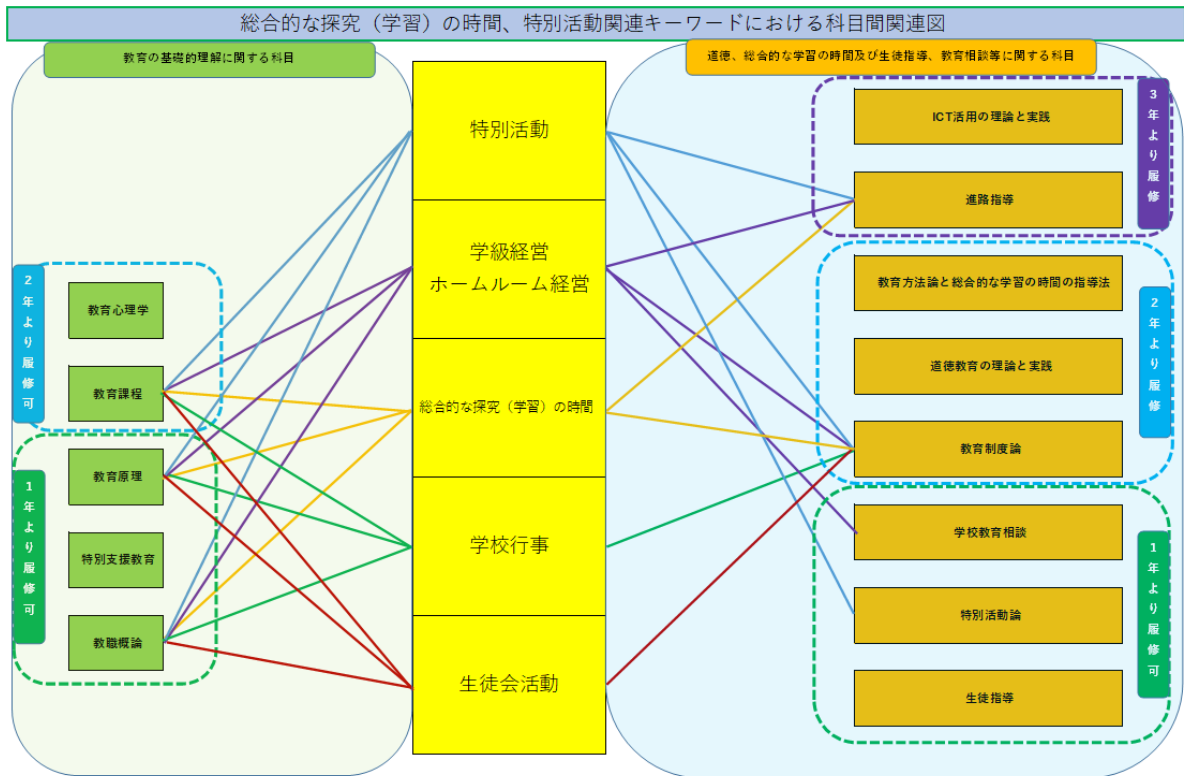 総合的な探究（学習）の時間、特別活動関連キーワードにおける科目間関連図
教育の基礎的理解に関する科目
2年より履修可
教育心理学
教育課程
1年より履修可
教育原理
特別支援教育
教職概論
特別活動
学級経営
ホームルーム経営
総合的な探究（学習）の時間
学校行事
生徒会活動
道徳、総合的な学習の時間及び生徒指導、教育相談等に関する科目
3年より履修
ICT活用の理論と実践
進路指導
2年より履修
教育方法論と総合的な学習の時間の指導法
道徳教育の理論と実践
教育制度論
1年より履修可
学校教育相談
特別活動論
生徒指導